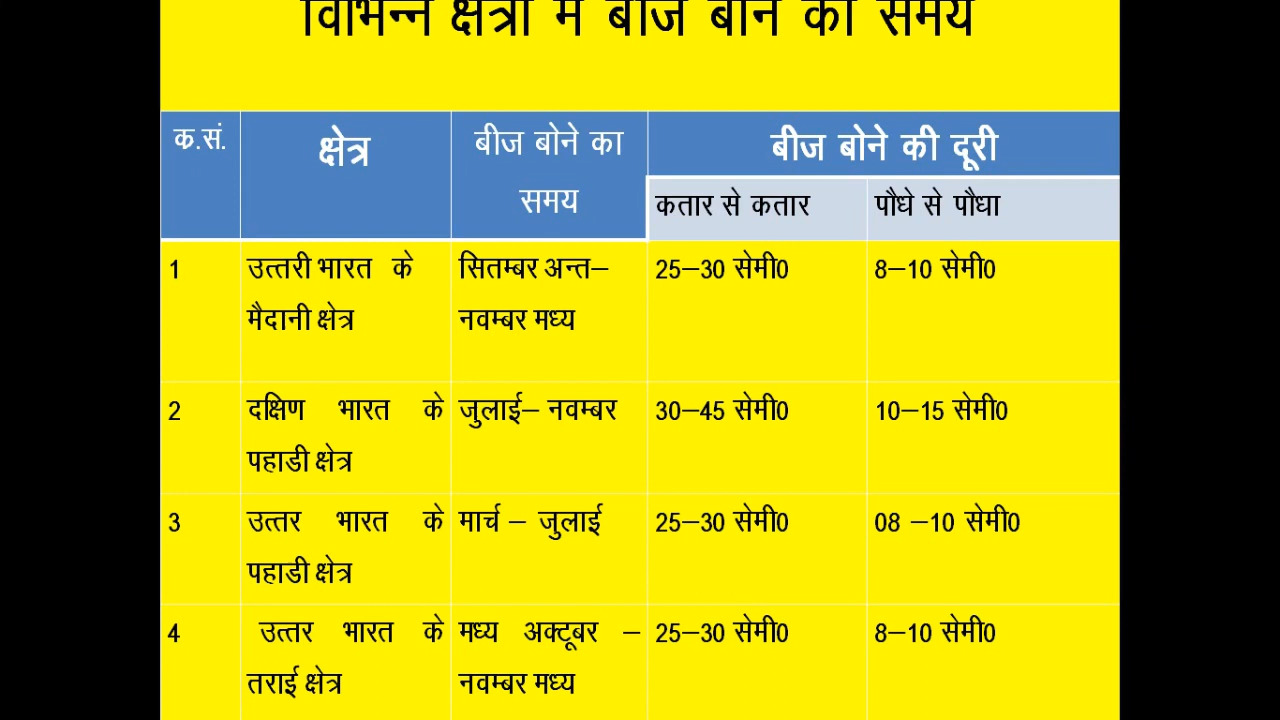 विभिन्न क्षेत्रों में बीज बोने का समय
क.सं.
क्षेत्र
बीज बोने का
समय
बीज बोने की दूरी
कतार से कतार
पौधे से पौधा
1
उत्तरी भारत के
मैदानी क्षेत्र
सितम्बर अन्त–
नवम्बर मध्य
25–30 सेमी0
8–10 सेमी0
2
दक्षिण भारत के
पहाडी क्षेत्र
जुलाई– नवम्बर
30–45 सेमी0
10–15 सेमी0
3
उत्तर भारत के
पहाडी क्षेत्र
मार्च – जुलाई
25–30 सेमी0
08 –10 सेमी0
4
उत्तर भारत के
तराई क्षेत्र
मध्य अक्टूबर –
नवम्बर मध्य
25–30 सेमी0
8–10 सेमी0